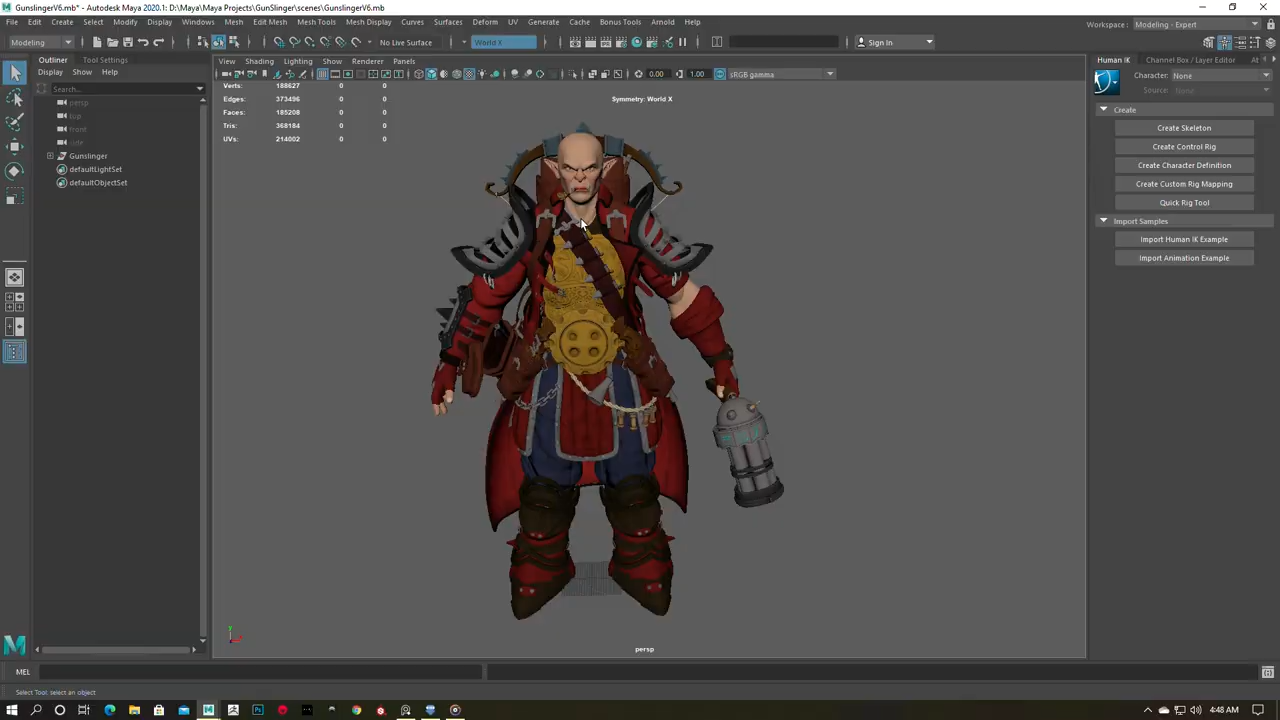 GunslingerV6.mb* - Autodesk Maya 2020.1: D:\Maya\Maya Projects\GunSlinger\scenes\GunslingerV6.mb
File Edit Create Select Modify Display Windows Mesh Edit Mesh Mesh Tools Mesh Display Curves Surfaces Deform UV Generate Cache Bonus Tools Arnold Help
Workspace : Modeling - Expert
Modeling
No Live Surface
World X
Sign In
Outliner Tool Settings
Display Show Help
Search...
persp
top
front
side
Gunslinger
defaultLightSet
defaultObjectSet
View Shading Lighting Show Renderer Panels
0.00
1.00
sRGB gamma
Verts: 188627 0 0
Edges: 373496 0 0
Faces: 185208 0 0
Tris: 368184 0 0
UVs: 214002 0 0
Symmetry: World X
persp
Human IK Channel Box / Layer Editor At
Character: None
Source: None
Create
Create Skeleton
Create Control Rig
Create Character Definition
Create Custom Rig Mapping
Quick Rig Tool
Import Samples
Import Human IK Example
Import Animation Example
MEL
Select Tool: select an object
4:48 AM